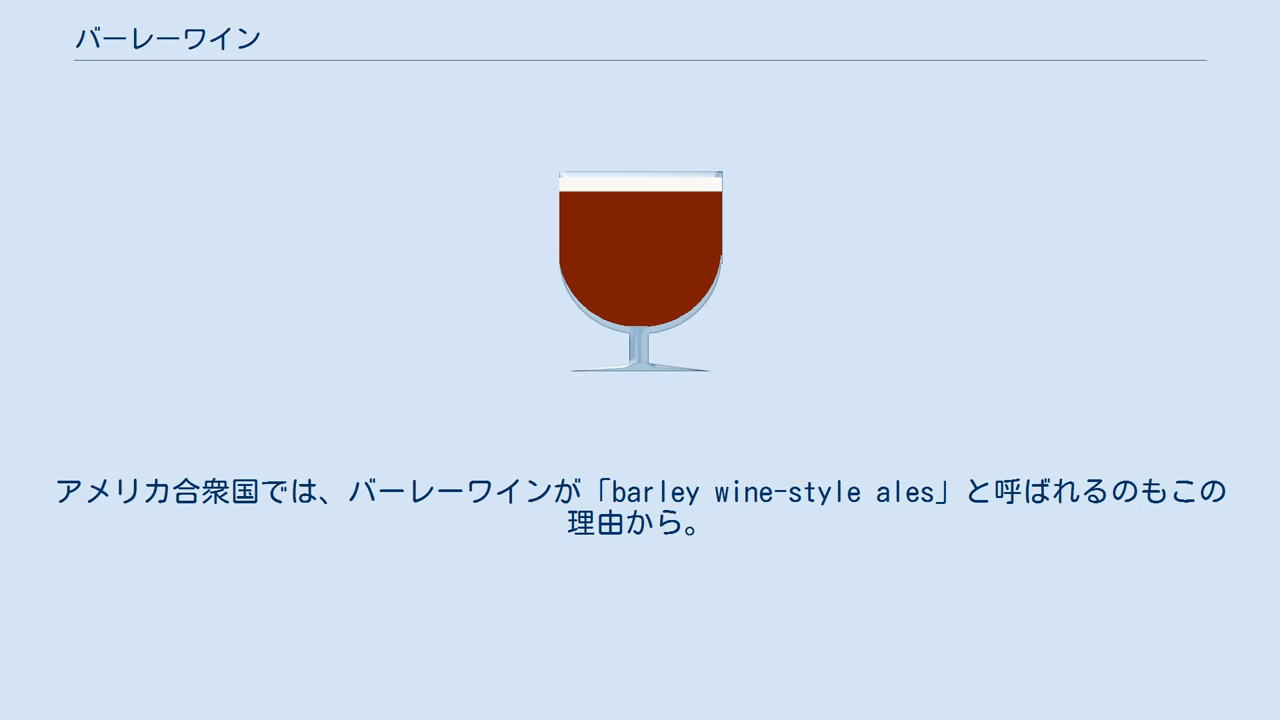 バーレーワイン
アメリカ合衆国では、バーレーワインが「barley wine-style ales」と呼ばれるのもこの
理由から。